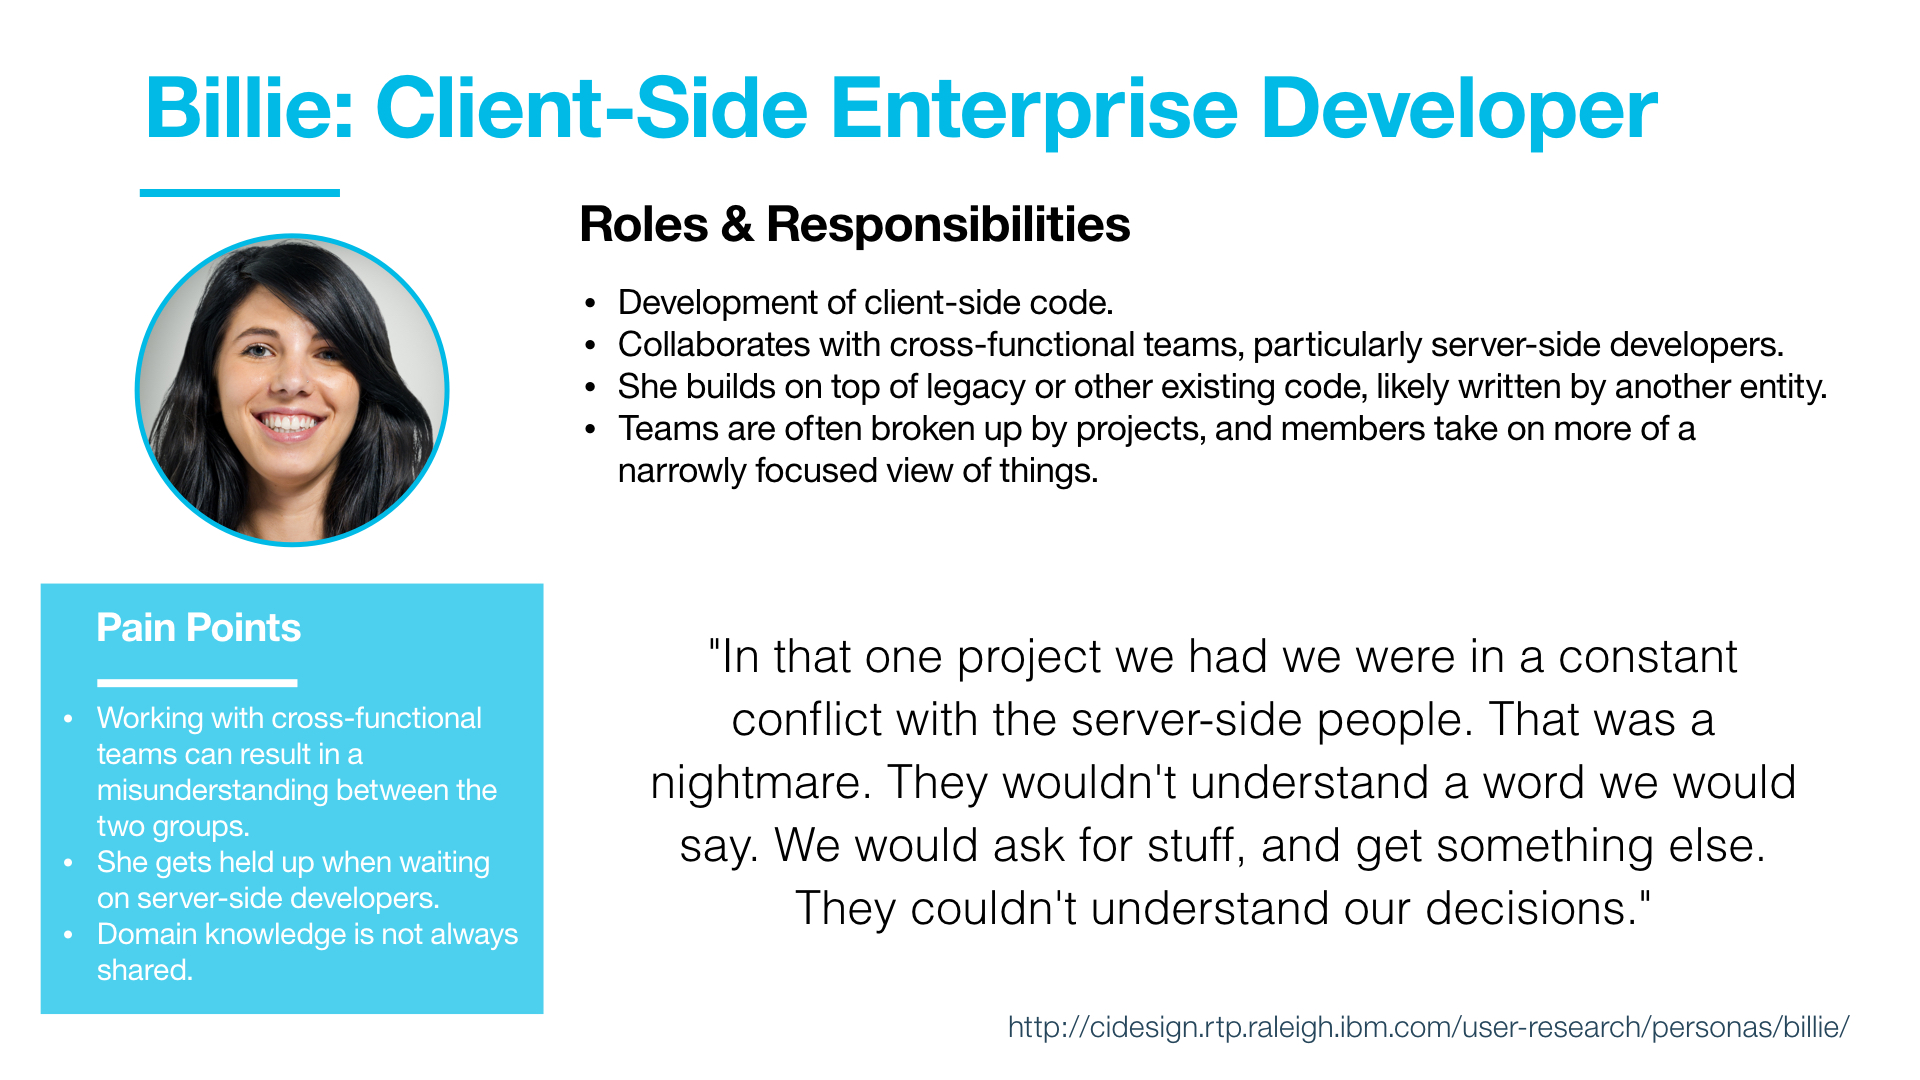 Billie: Client-Side Enterprise Developer
Roles & Responsibilities
• Development of client-side code.
• Collaborates with cross-functional teams, particularly server-side developers.
• She builds on top of legacy or other existing code, likely written by another entity.
• Teams are often broken up by projects, and members take on more of a
narrowly focused view of things.
Pain Points
• Working with cross-functional
teams can result in a
misunderstanding between the
two groups.
• She gets held up when waiting
on server-side developers.
• Domain knowledge is not always
shared.
"In that one project we had we were in a constant
conflict with the server-side people. That was a
nightmare. They wouldn't understand a word we would
say. We would ask for stuff, and get something else.
They couldn't understand our decisions."
http://cidesign.rtp.raleigh.ibm.com/user-research/personas/billie/